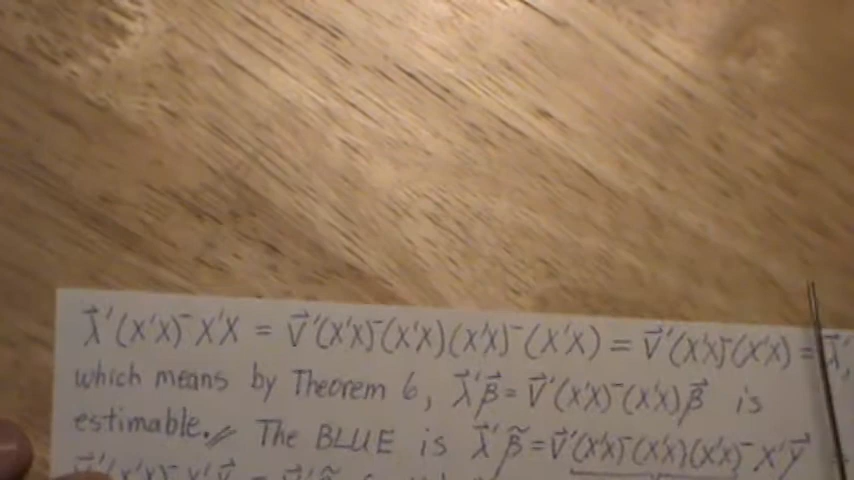 λ⃗'(X'X)⁻X'X = v⃗'(X'X)⁻(X'X)(X'X)⁻(X'X) = v⃗'(X'X)⁻(X'X) = λ⃗',
which means by Theorem 6, λ⃗'β⃗ = v⃗'(X'X)⁻(X'X)β⃗ is
estimable.// The BLUE is λ⃗'β̃ = v⃗'(X'X)⁻(X'X)(X'X)⁻X'y⃗